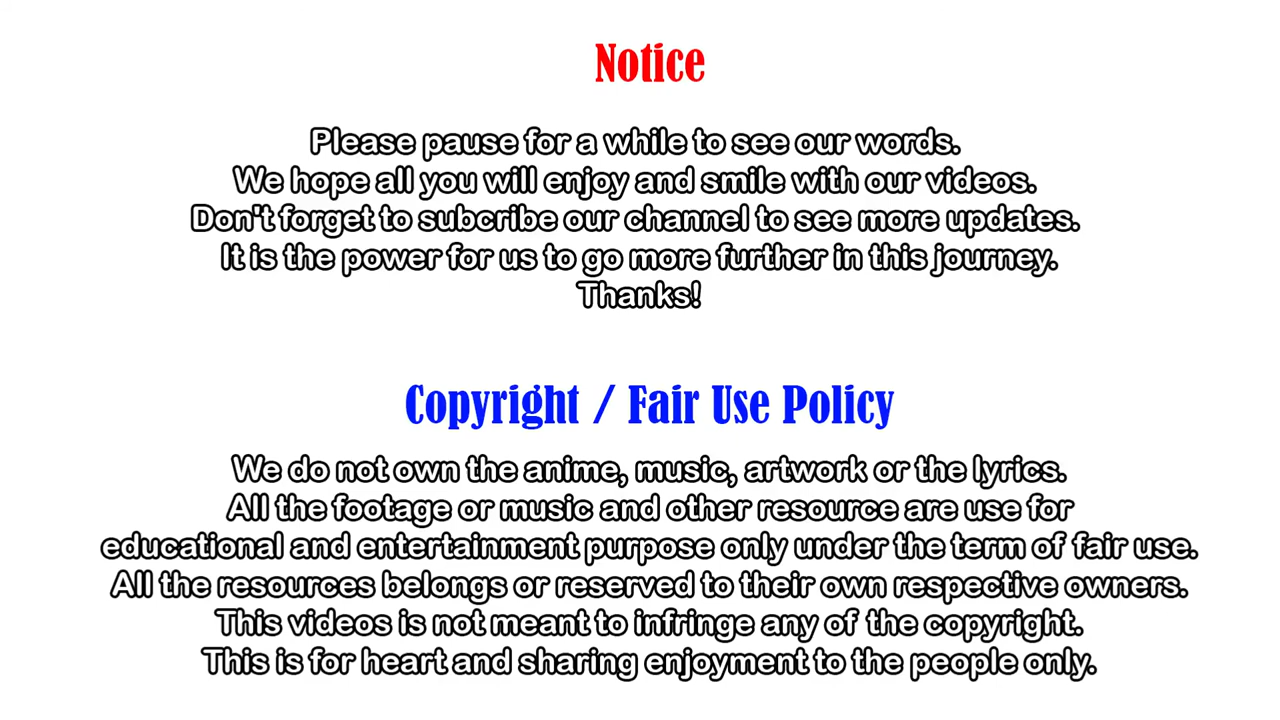 Notice
Please pause for a while to see our words.
We hope all you will enjoy and smile with our videos.
Don't forget to subcribe our channel to see more updates.
It is the power for us to go more further in this journey.
Thanks!
Copyright / Fair Use Policy
We do not own the anime, music, artwork or the lyrics.
All the footage or music and other resource are use for
educational and entertainment purpose only under the term of fair use.
All the resources belongs or reserved to their own respective owners.
This videos is not meant to infringe any of the copyright.
This is for heart and sharing enjoyment to the people only.